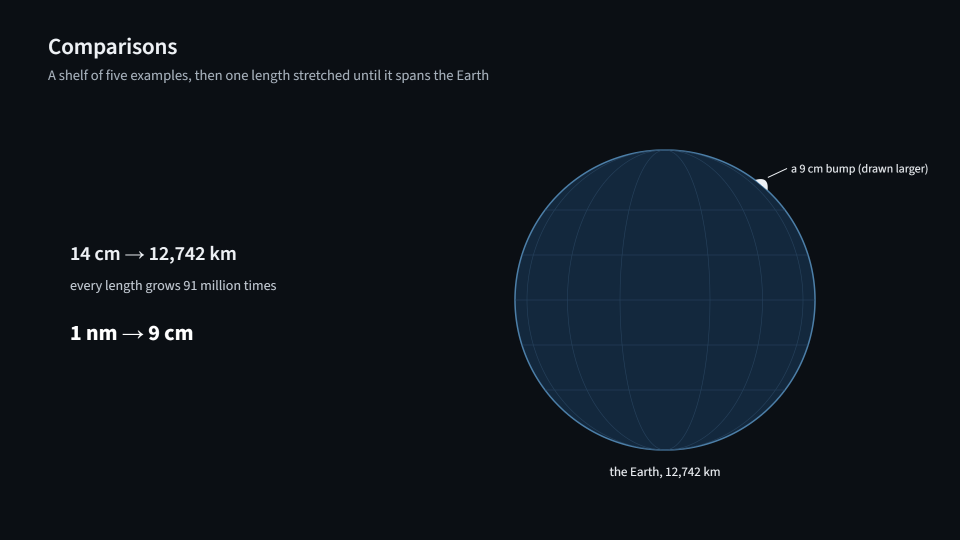 Comparisons
A shelf of five examples, then one length stretched until it spans the Earth
a 9 cm bump (drawn larger)
14 cm → 12,742 km
every length grows 91 million times
1 nm → 9 cm
the Earth, 12,742 km